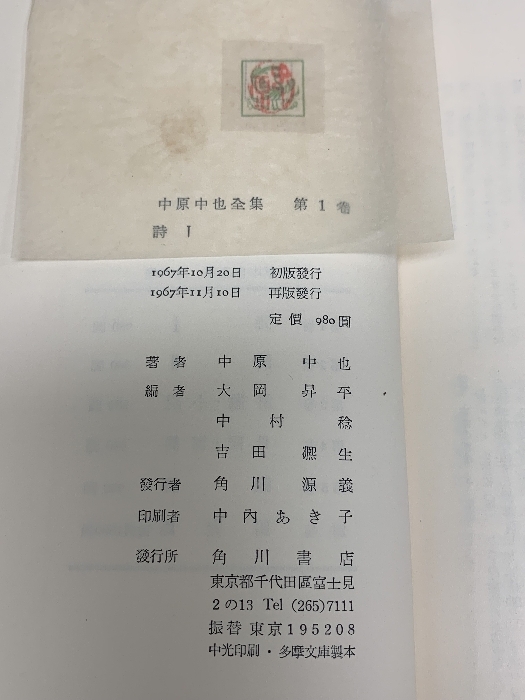 中原中也全集 第1卷
詩 I
1967年10月20日 初版發行
1967年11月10日 再版發行
定價 980圓
著者 中原中也
編者 大岡昇平
中村稔
吉田凞生
發行者 角川源義
印刷者 中內あき子
發行所 角川書店
東京都千代田區富士見
2の13 Tel (265)7111
振替 東京195208
中光印刷・多摩文庫製本